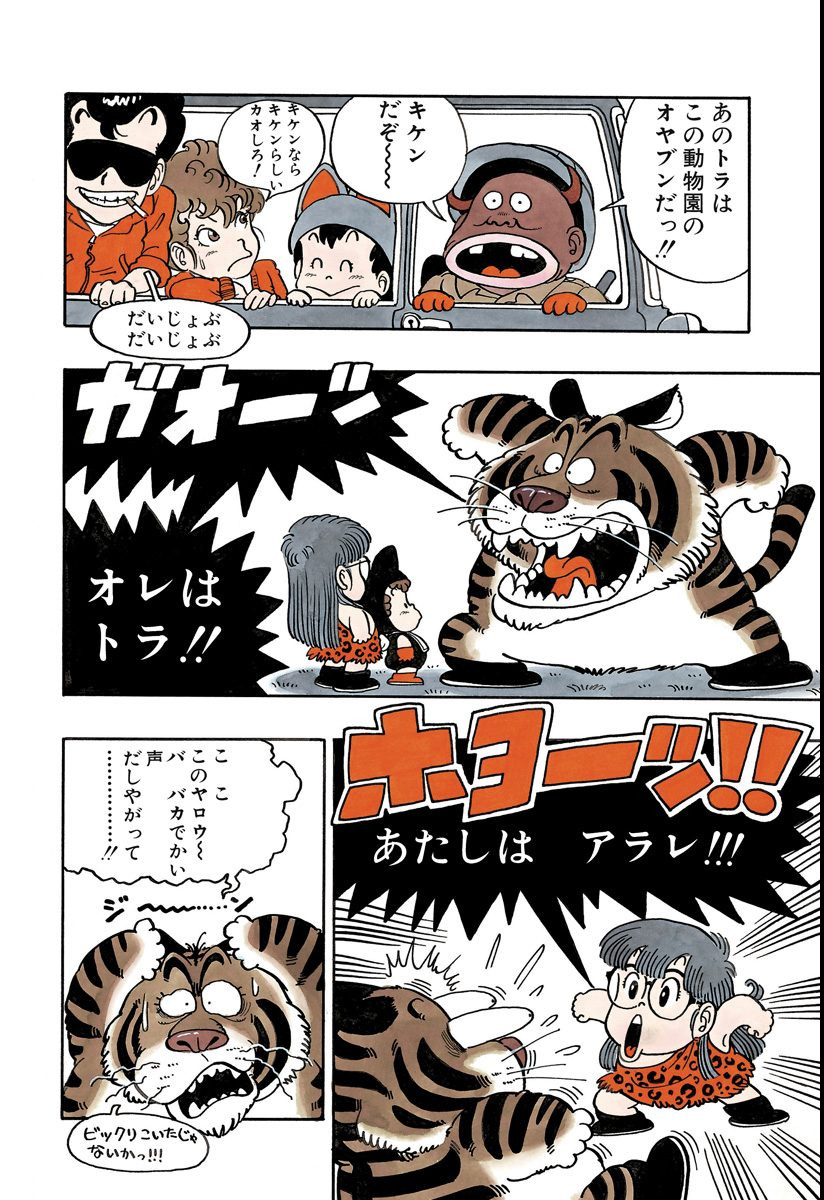 あのトラは
この動物園の
オヤブンだっ!!
キケン
だぞ～～
キケンなら
キケンらしい
カオしろ!
だいじょぶ
だいじょぶ
ガオーッ
オレは
トラ!!
ホヨーッ!!
あたしは アラレ!!!
こ こ
このヤロウ～
バ バカでかい
声
だしやがって
…………!!
ジ～～……ン
ビックリこいたじゃ
ないかっ!!!